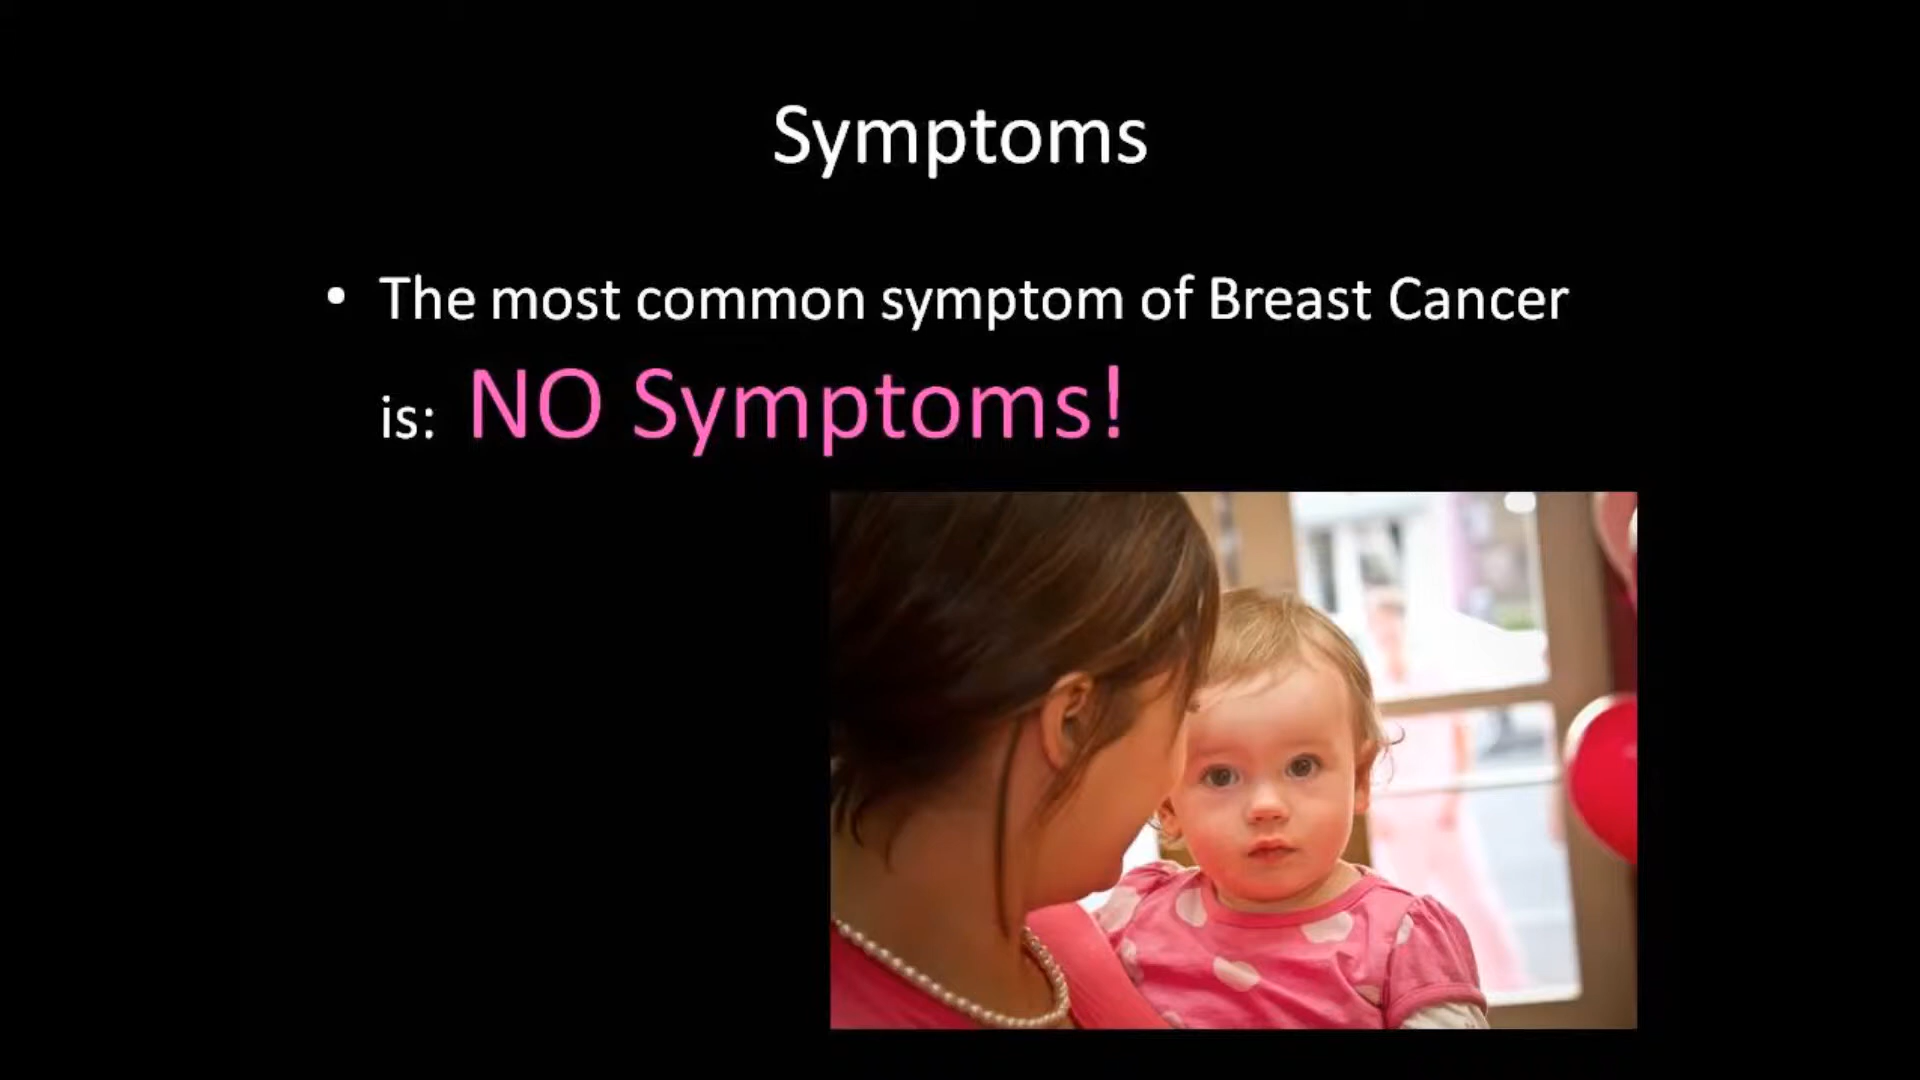 Symptoms
• The most common symptom of Breast Cancer
is: NO Symptoms!